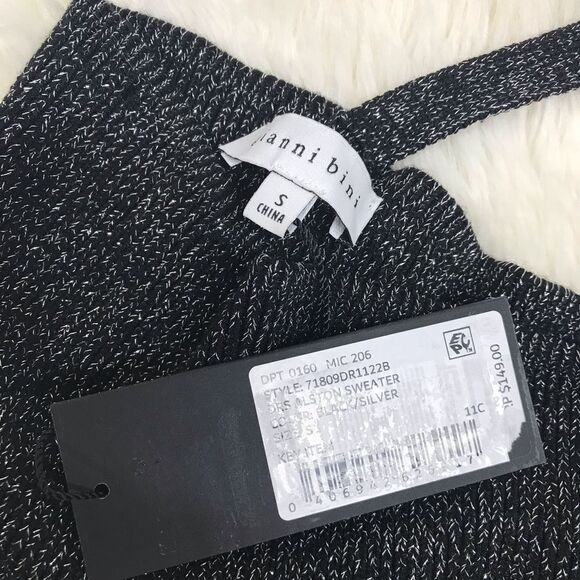 gianni bini
S
CHINA
DPT 0160 MIC 206
STYLE: 71809DR1122B
DRS ALSTON SWEATER
COLOR: BLACK/SILVER
SIZE: S
KEY ITEM
11C
EPC
$149.00